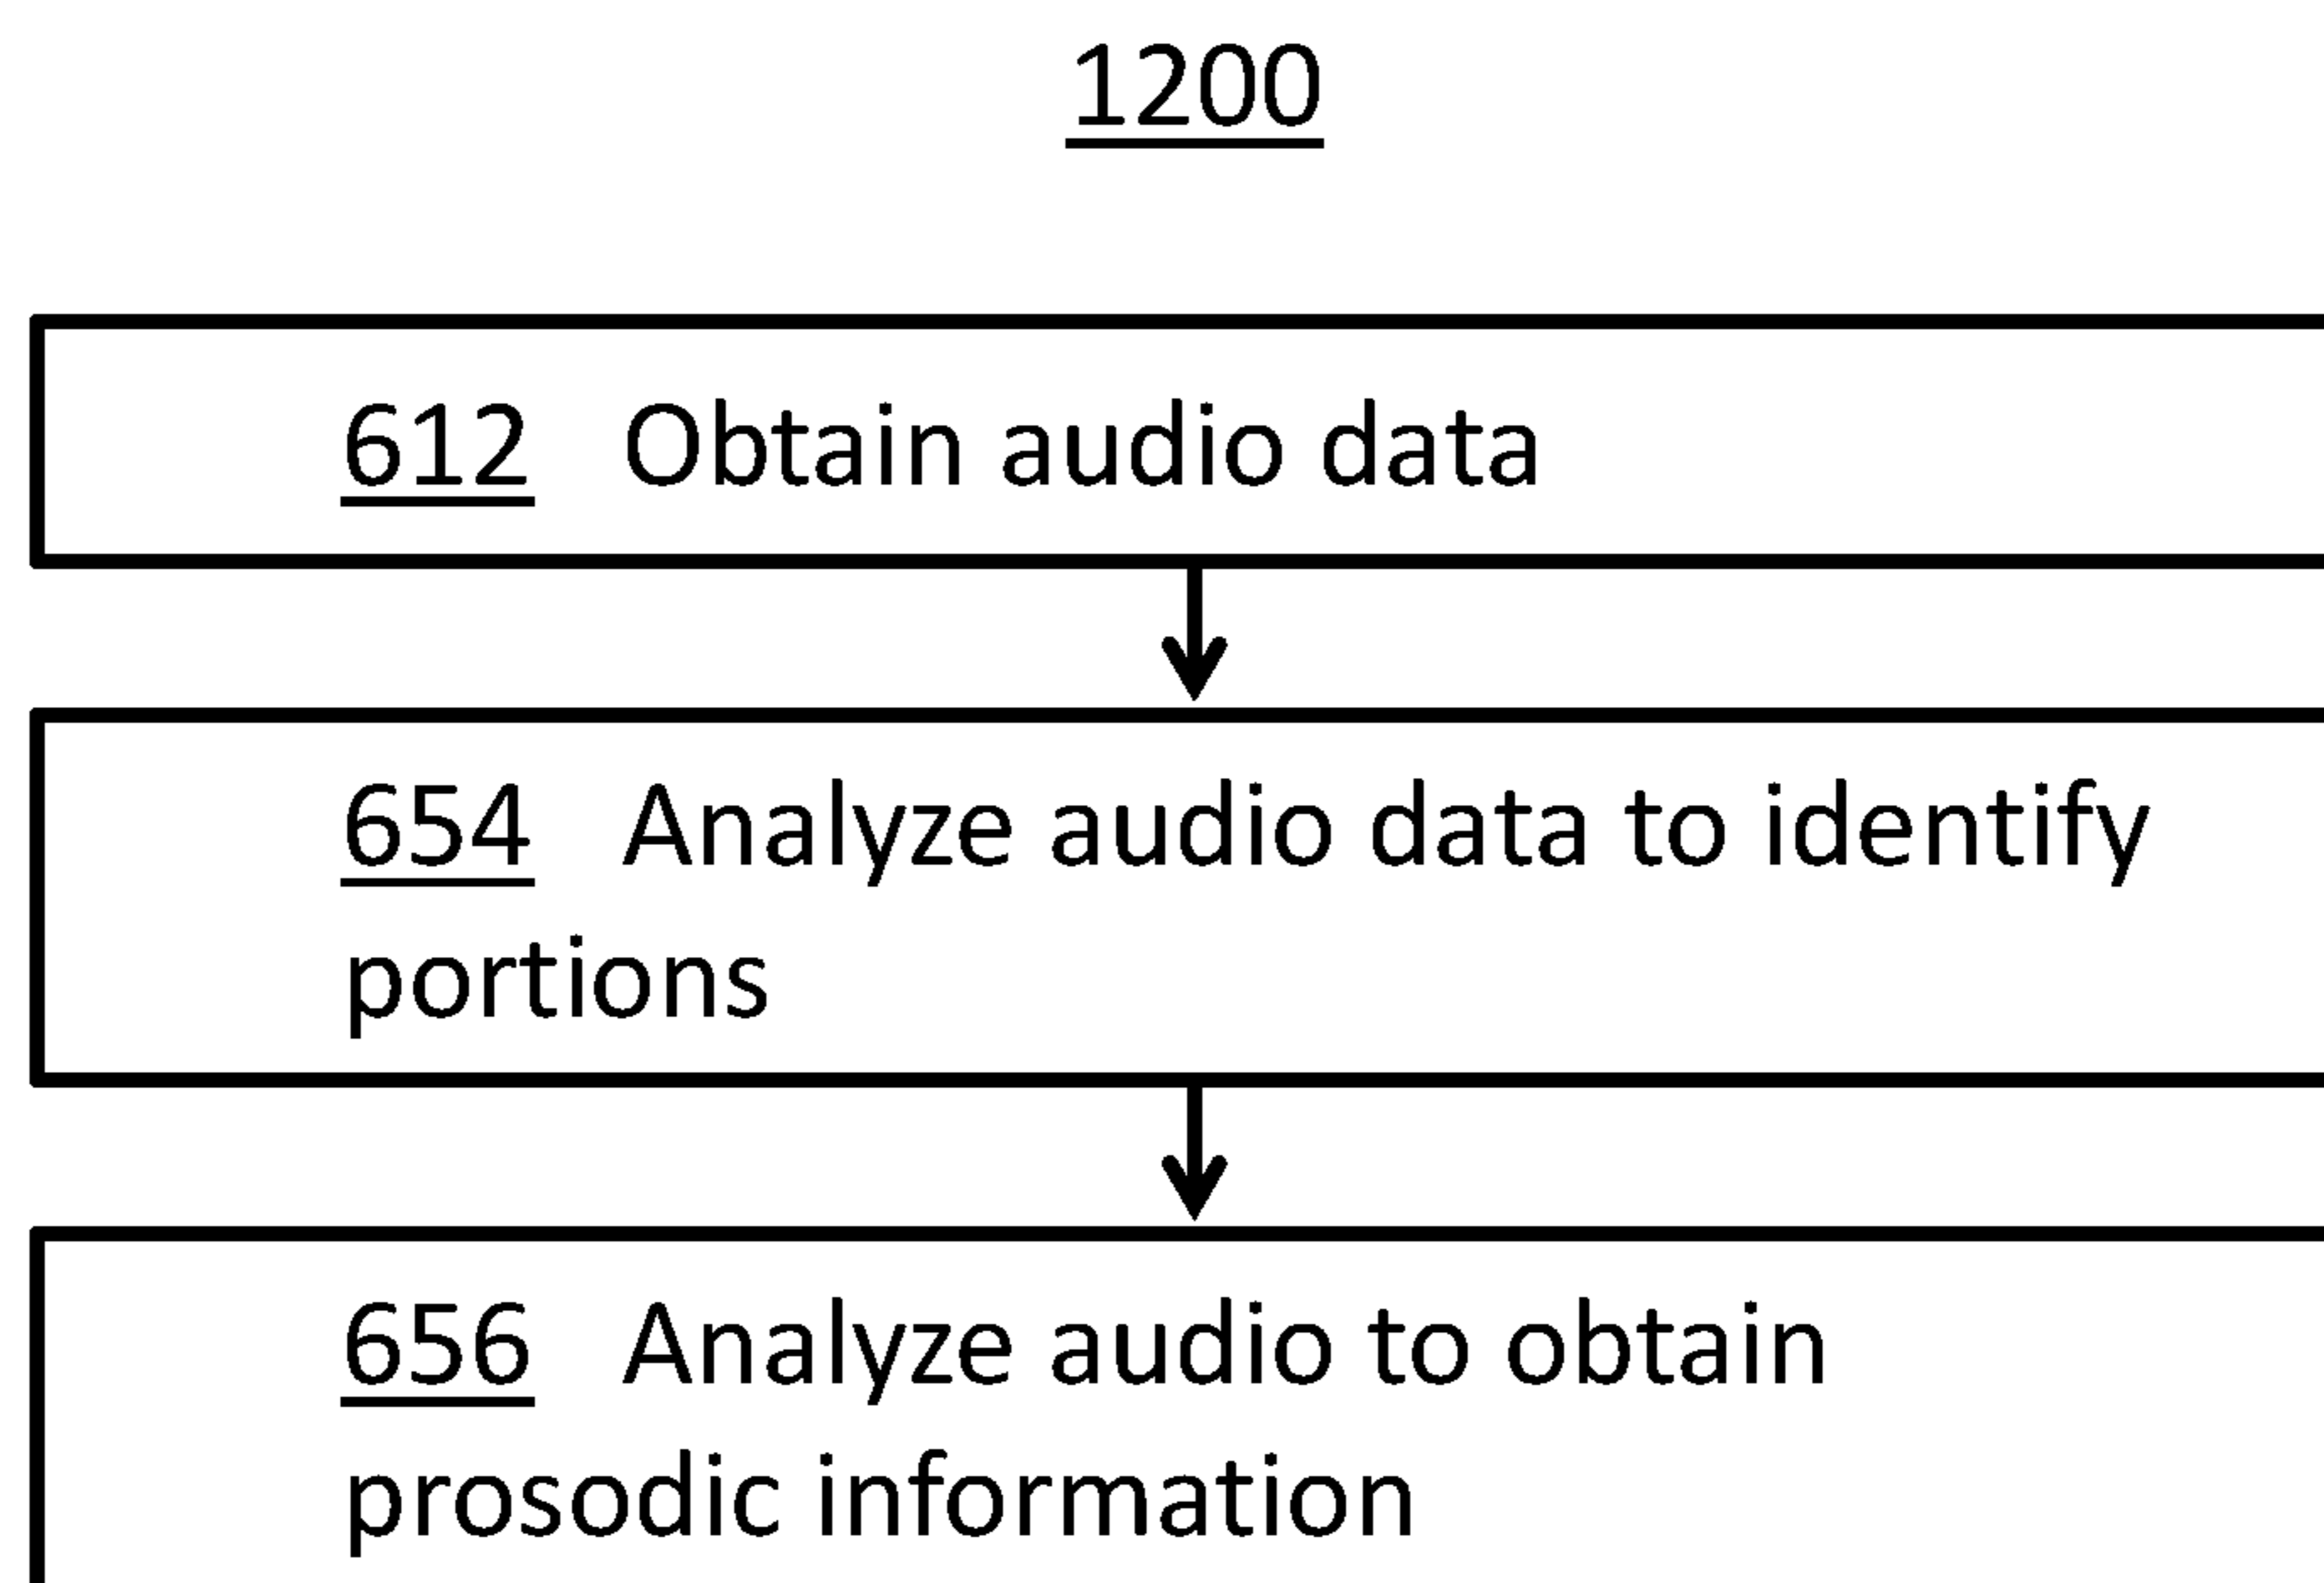 1200
612 Obtain audio data
654 Analyze audio data to identify
portions
656 Analyze audio to obtain
prosodic information